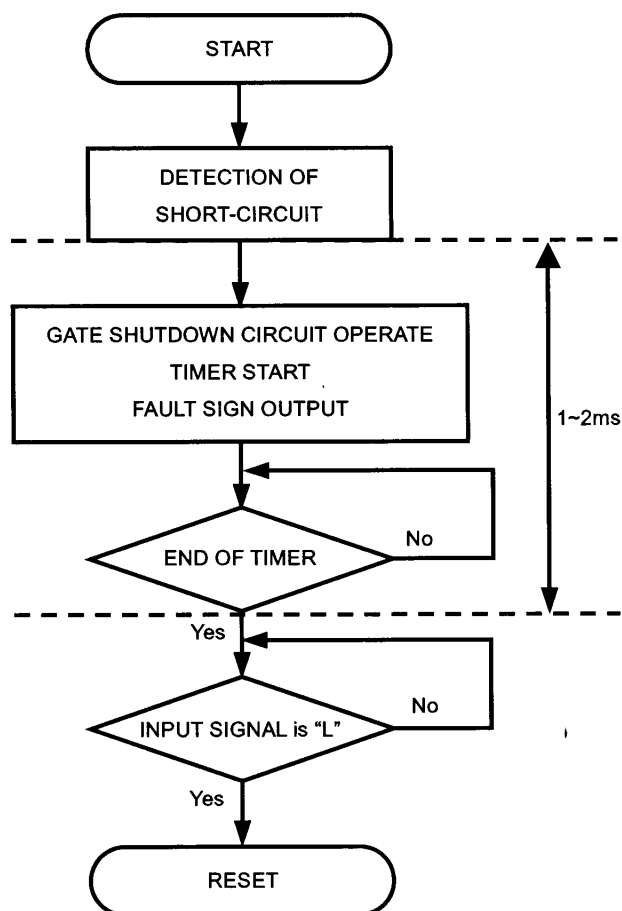 START
DETECTION OF
SHORT-CIRCUIT
GATE SHUTDOWN CIRCUIT OPERATE
TIMER START
FAULT SIGN OUTPUT
1~2ms
No
END OF TIMER
Yes
No
INPUT SIGNAL is “L”
Yes
RESET